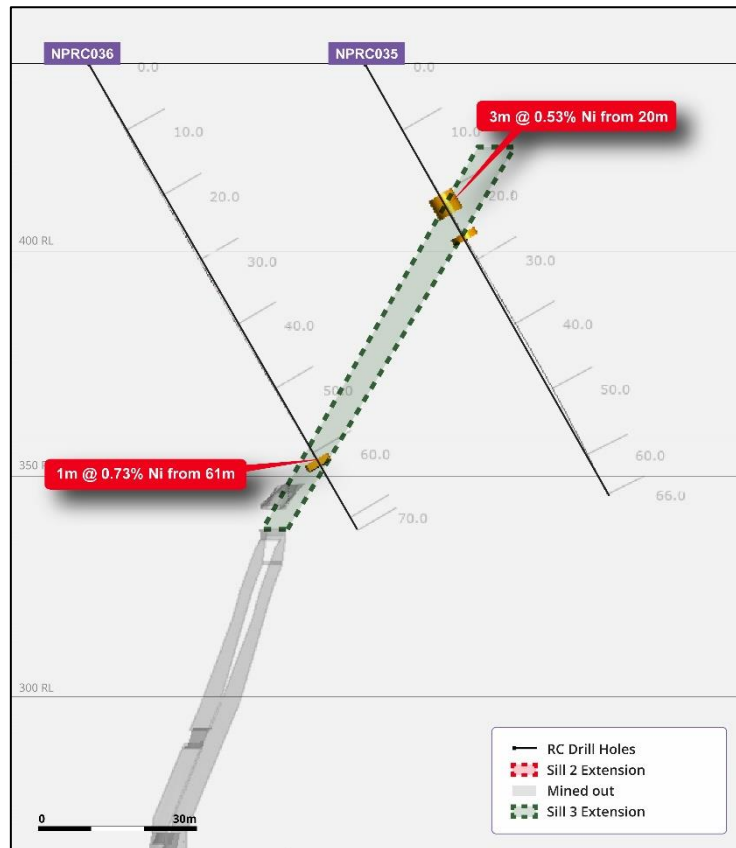 NPRC036
NPRC035
0.0
0.0
10.0
10.0
3m @ 0.53% Ni from 20m
20.0
20.0
400 RL
30.0
30.0
40.0
40.0
50.0
50.0
60.0
60.0
1m @ 0.73% Ni from 61m
350 R
66.0
70.0
300 RL
RC Drill Holes
Sill 2 Extension
Mined out
Sill 3 Extension
0 30m